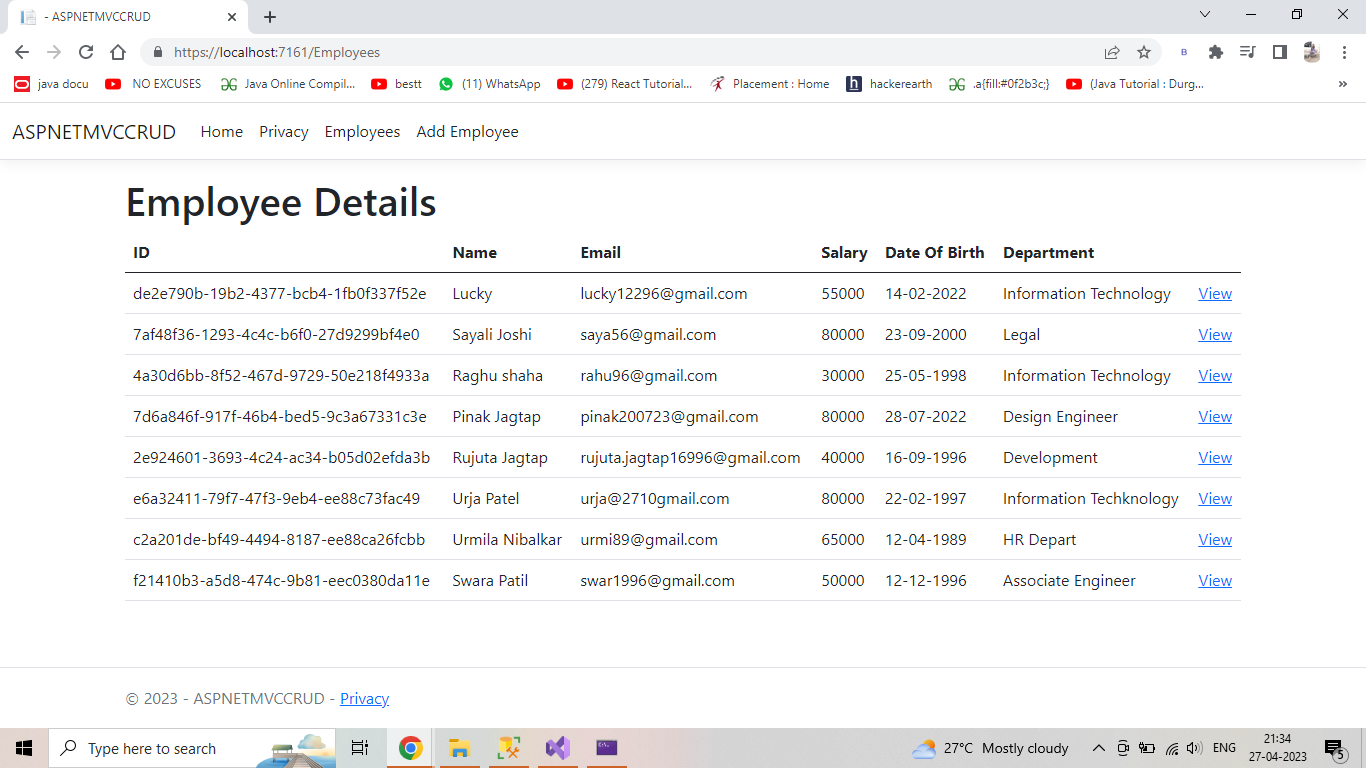 - ASPNETMVCCRUD
https://localhost:7161/Employees
java docu NO EXCUSES Java Online Compil... bestt (11) WhatsApp (279) React Tutorial... Placement : Home hackerearth .a{fill:#0f2b3c;} (Java Tutorial : Durg... »
ASPNETMVCCRUD Home Privacy Employees Add Employee
Employee Details
ID Name Email Salary Date Of Birth Department
de2e790b-19b2-4377-bcb4-1fb0f337f52e Lucky lucky12296@gmail.com 55000 14-02-2022 Information Technology View
7af48f36-1293-4c4c-b6f0-27d9299bf4e0 Sayali Joshi saya56@gmail.com 80000 23-09-2000 Legal View
4a30d6bb-8f52-467d-9729-50e218f4933a Raghu shaha rahu96@gmail.com 30000 25-05-1998 Information Technology View
7d6a846f-917f-46b4-bed5-9c3a67331c3e Pinak Jagtap pinak200723@gmail.com 80000 28-07-2022 Design Engineer View
2e924601-3693-4c24-ac34-b05d02efda3b Rujuta Jagtap rujuta.jagtap16996@gmail.com 40000 16-09-1996 Development View
e6a32411-79f7-47f3-9eb4-ee88c73fac49 Urja Patel urja@2710gmail.com 80000 22-02-1997 Information Techknology View
c2a201de-bf49-4494-8187-ee88ca26fcbb Urmila Nibalkar urmi89@gmail.com 65000 12-04-1989 HR Depart View
f21410b3-a5d8-474c-9b81-eec0380da11e Swara Patil swar1996@gmail.com 50000 12-12-1996 Associate Engineer View
© 2023 - ASPNETMVCCRUD - Privacy
Type here to search 27°C Mostly cloudy ENG 21:34
27-04-2023 5